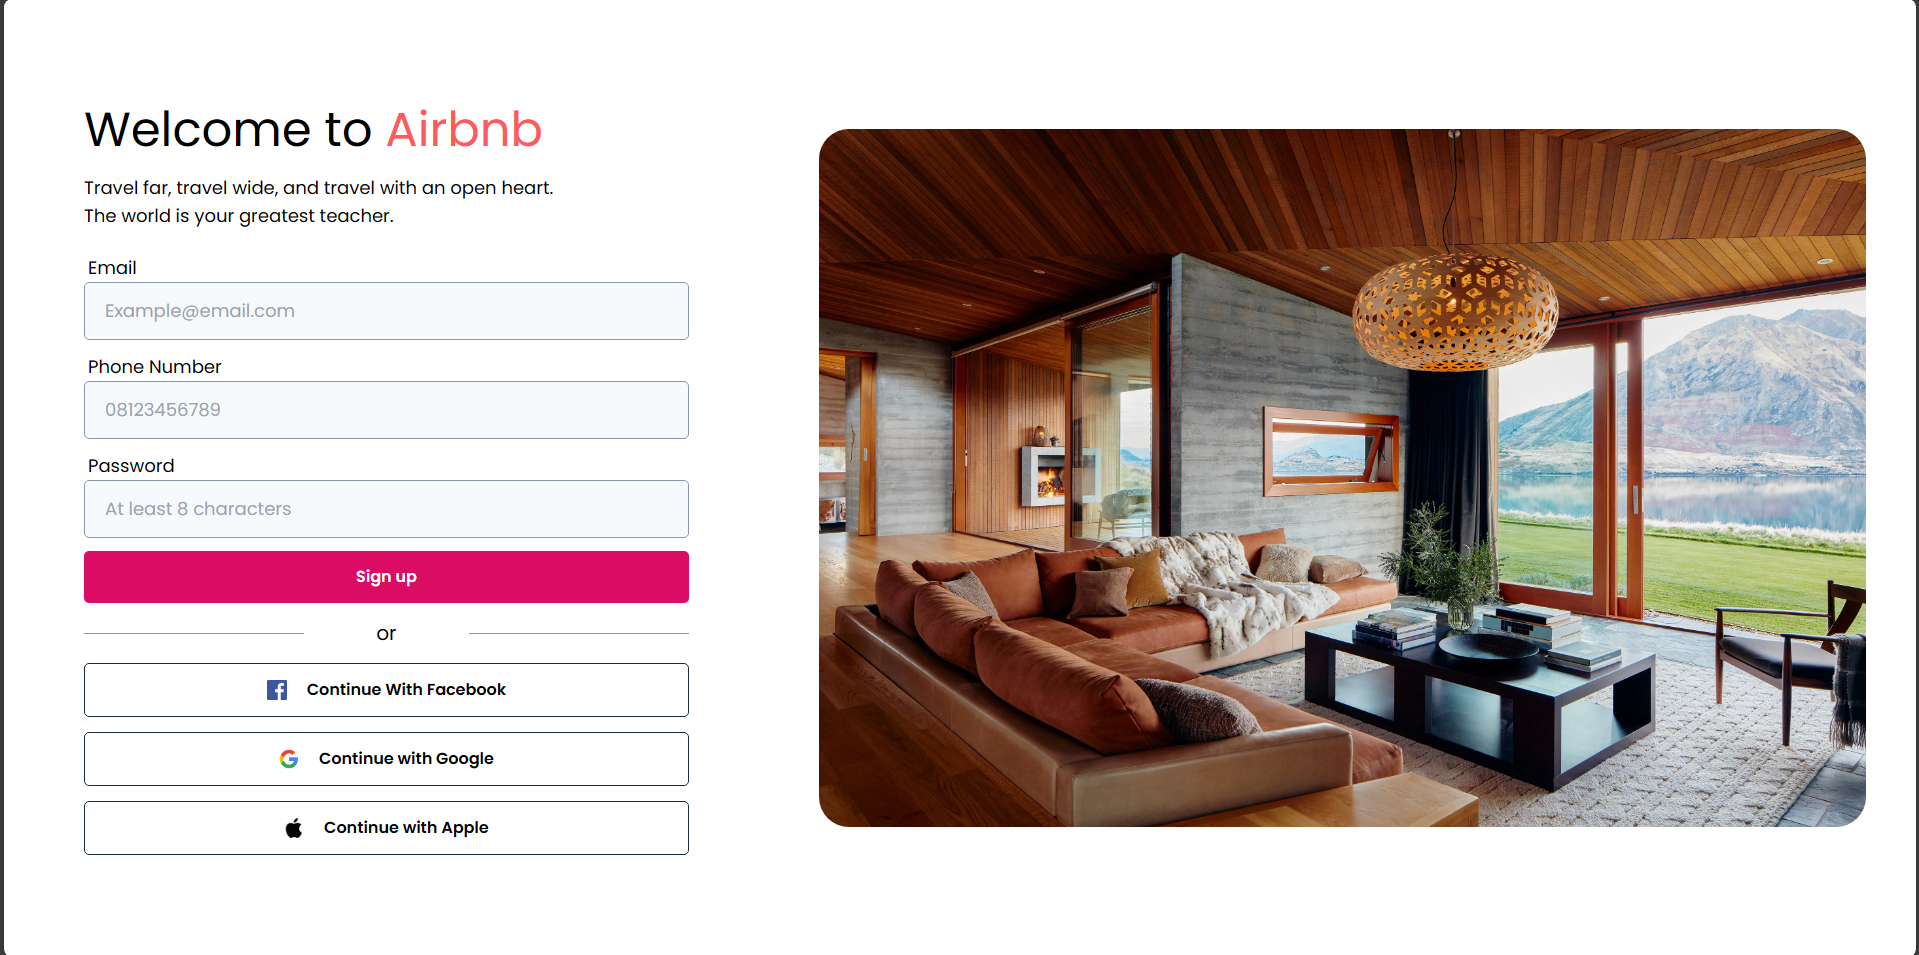 Welcome to Airbnb
Travel far, travel wide, and travel with an open heart.
The world is your greatest teacher.
Email
Example@email.com
Phone Number
08123456789
Password
At least 8 characters
Sign up
or
Continue With Facebook
Continue with Google
Continue with Apple